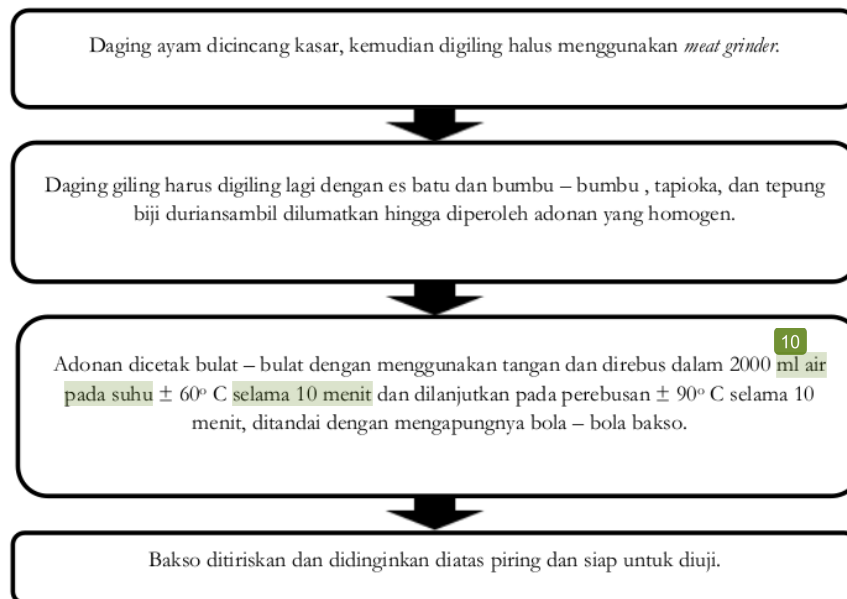 Daging ayam dicincang kasar, kemudian digiling halus menggunakan meat grinder.
Daging giling harus digiling lagi dengan es batu dan bumbu – bumbu , tapioka, dan tepung
biji duriansambil dilumatkan hingga diperoleh adonan yang homogen.
10
Adonan dicetak bulat – bulat dengan menggunakan tangan dan direbus dalam 2000 ml air
pada suhu ± 60° C selama 10 menit dan dilanjutkan pada perebusan ± 90° C selama 10
menit, ditandai dengan mengapungnya bola – bola bakso.
Bakso ditiriskan dan didinginkan diatas piring dan siap untuk diuji.